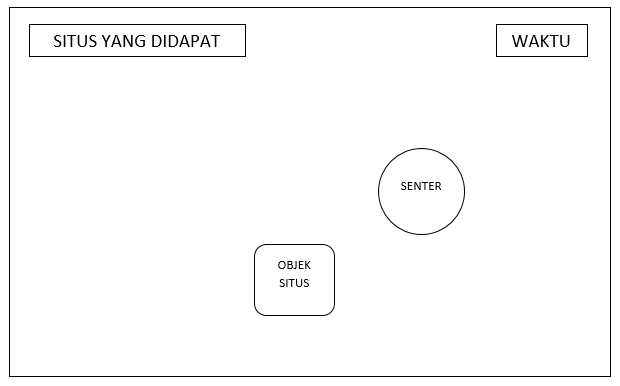 SITUS YANG DIDAPAT
WAKTU
SENTER
OBJEK
SITUS